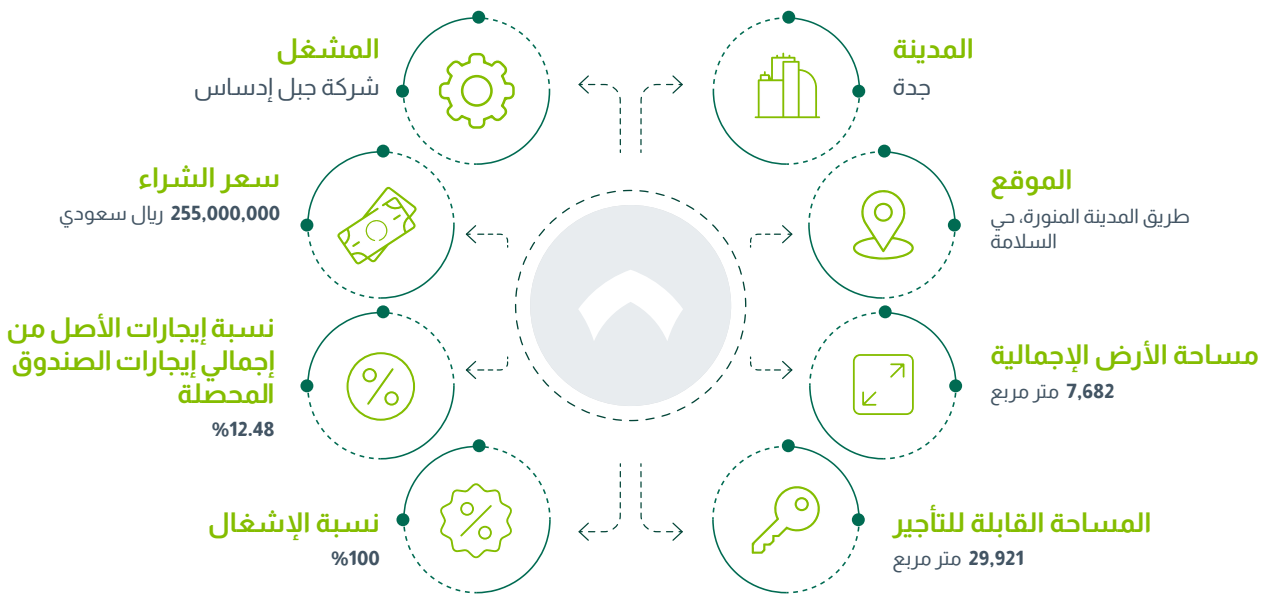 المدينة
جدة
الموقع
طريق المدينة المنورة، حي
السلامة
مساحة الأرض الإجمالية
7,682 متر مربع
المساحة القابلة للتأجير
29,921 متر مربع
المشغل
شركة جبل إدساس
سعر الشراء
255,000,000 ريال سعودي
نسبة إيجارات الأصل من
إجمالي إيجارات الصندوق
المحصلة
%12.48
نسبة الإشغال
%100